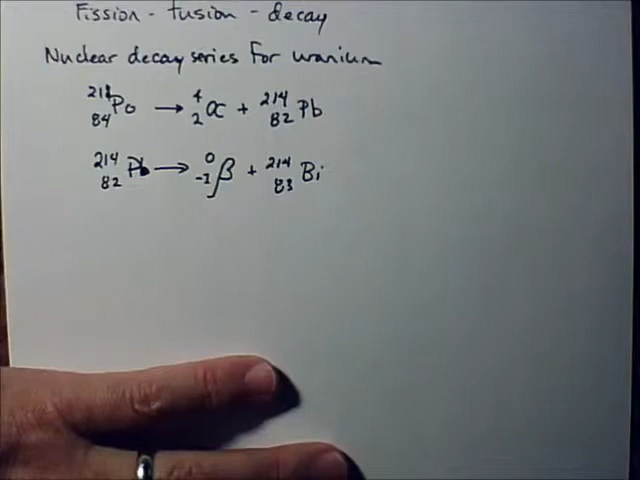 Fission - fusion - decay
Nuclear decay series for uranium
²¹⁸₈₄Po → ⁴₂α + ²¹⁴₈₂Pb
²¹⁴₈₂Pb → ⁰₋₁β + ²¹⁴₈₃Bi